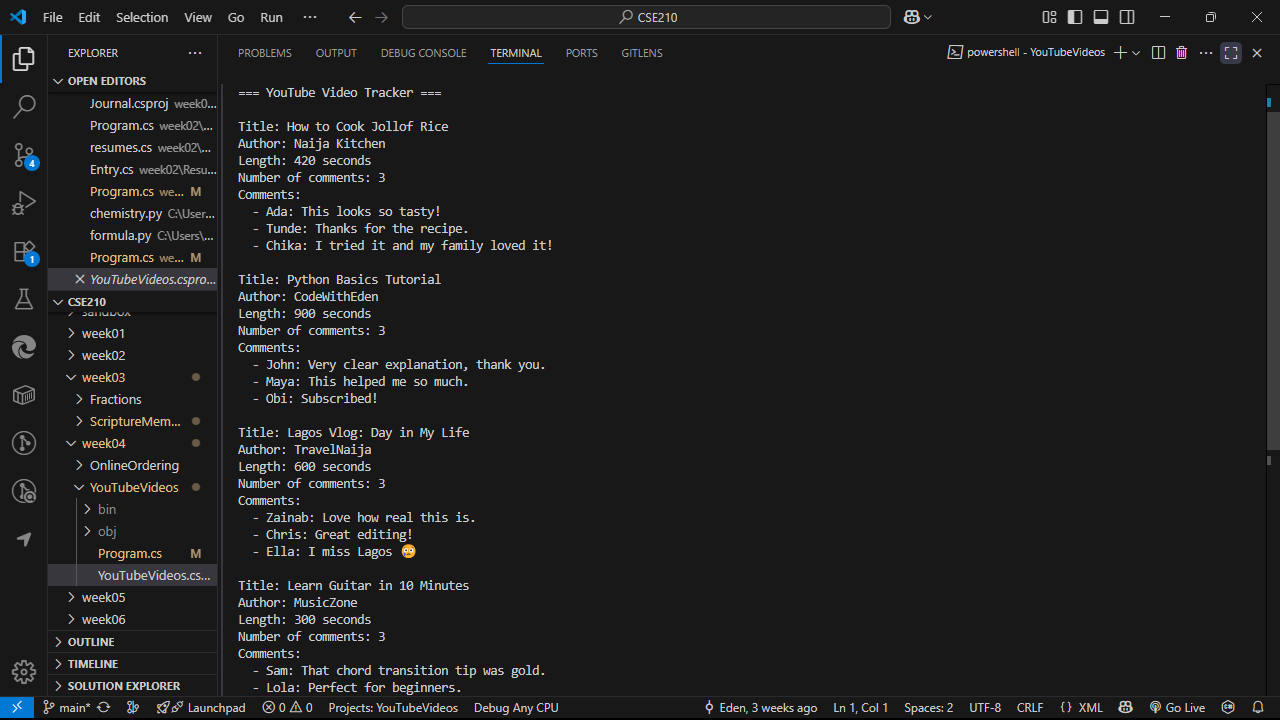 File Edit Selection View Go Run ··· CSE210
EXPLORER ···
OPEN EDITORS
Journal.csproj week0...
Program.cs week02\...
resumes.cs week02\...
Entry.cs week02\Resu...
Program.cs we... M
chemistry.py C:\User...
formula.py C:\Users\...
Program.cs we... M
YouTubeVideos.cspro...
CSE210
sandbox
week01
week02
week03
Fractions
ScriptureMem...
week04
OnlineOrdering
YouTubeVideos
bin
obj
Program.cs M
YouTubeVideos.cs...
week05
week06
OUTLINE
TIMELINE
SOLUTION EXPLORER
4
1
PROBLEMS OUTPUT DEBUG CONSOLE TERMINAL PORTS GITLENS powershell - YouTubeVideos ···
=== YouTube Video Tracker ===
Title: How to Cook Jollof Rice
Author: Naija Kitchen
Length: 420 seconds
Number of comments: 3
Comments:
- Ada: This looks so tasty!
- Tunde: Thanks for the recipe.
- Chika: I tried it and my family loved it!
Title: Python Basics Tutorial
Author: CodeWithEden
Length: 900 seconds
Number of comments: 3
Comments:
- John: Very clear explanation, thank you.
- Maya: This helped me so much.
- Obi: Subscribed!
Title: Lagos Vlog: Day in My Life
Author: TravelNaija
Length: 600 seconds
Number of comments: 3
Comments:
- Zainab: Love how real this is.
- Chris: Great editing!
- Ella: I miss Lagos 😳
Title: Learn Guitar in 10 Minutes
Author: MusicZone
Length: 300 seconds
Number of comments: 3
Comments:
- Sam: That chord transition tip was gold.
- Lola: Perfect for beginners.
main* Launchpad 0 0 Projects: YouTubeVideos Debug Any CPU Eden, 3 weeks ago Ln 1, Col 1 Spaces: 2 UTF-8 CRLF {} XML Go Live